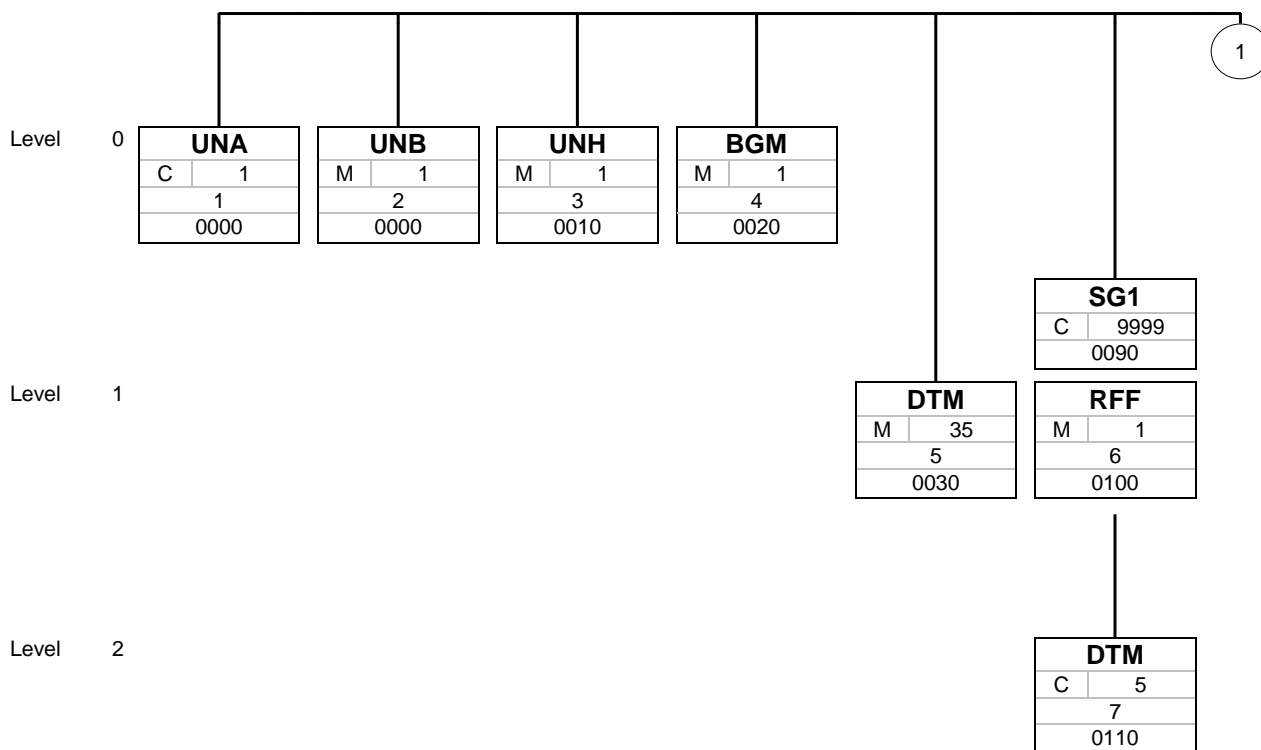 1
Level 0
UNA
C 1
1
0000
UNB
M 1
2
0000
UNH
M 1
3
0010
BGM
M 1
4
0020
SG1
C 9999
0090
Level 1
DTM
M 35
5
0030
RFF
M 1
6
0100
Level 2
DTM
C 5
7
0110